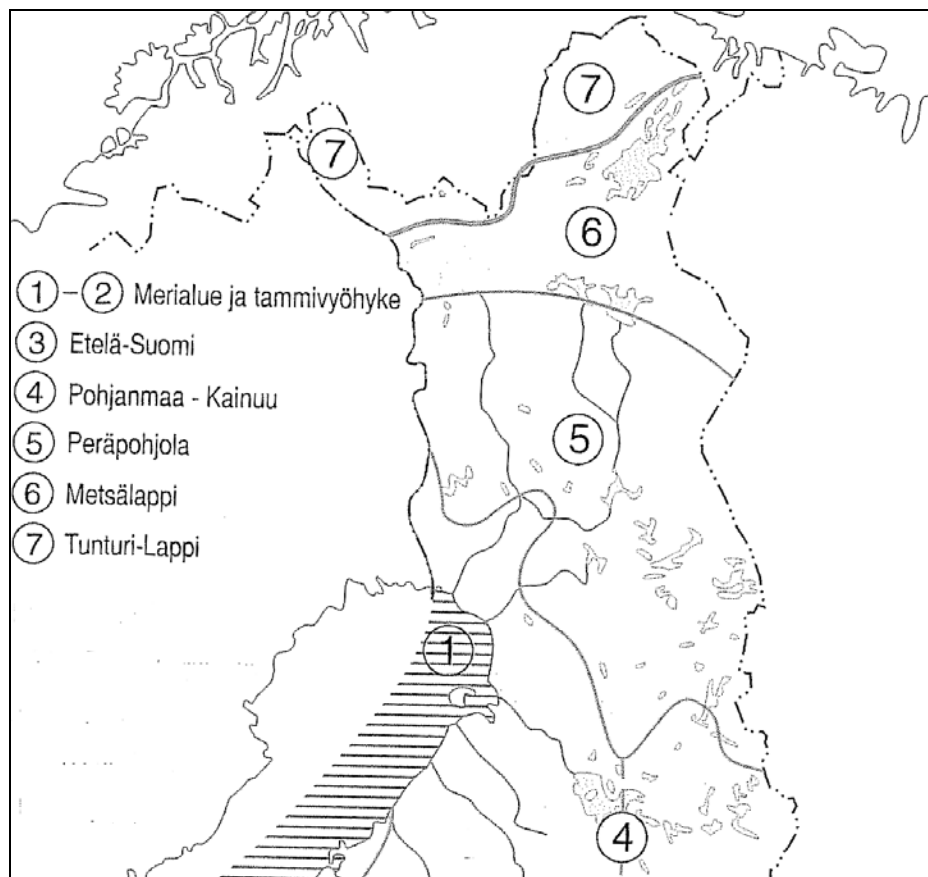 7
7
6
1 - 2 Merialue ja tammivyöhyke
3 Etelä-Suomi
4 Pohjanmaa - Kainuu
5 Peräpohjola
6 Metsälappi
7 Tunturi-Lappi
5
1
4